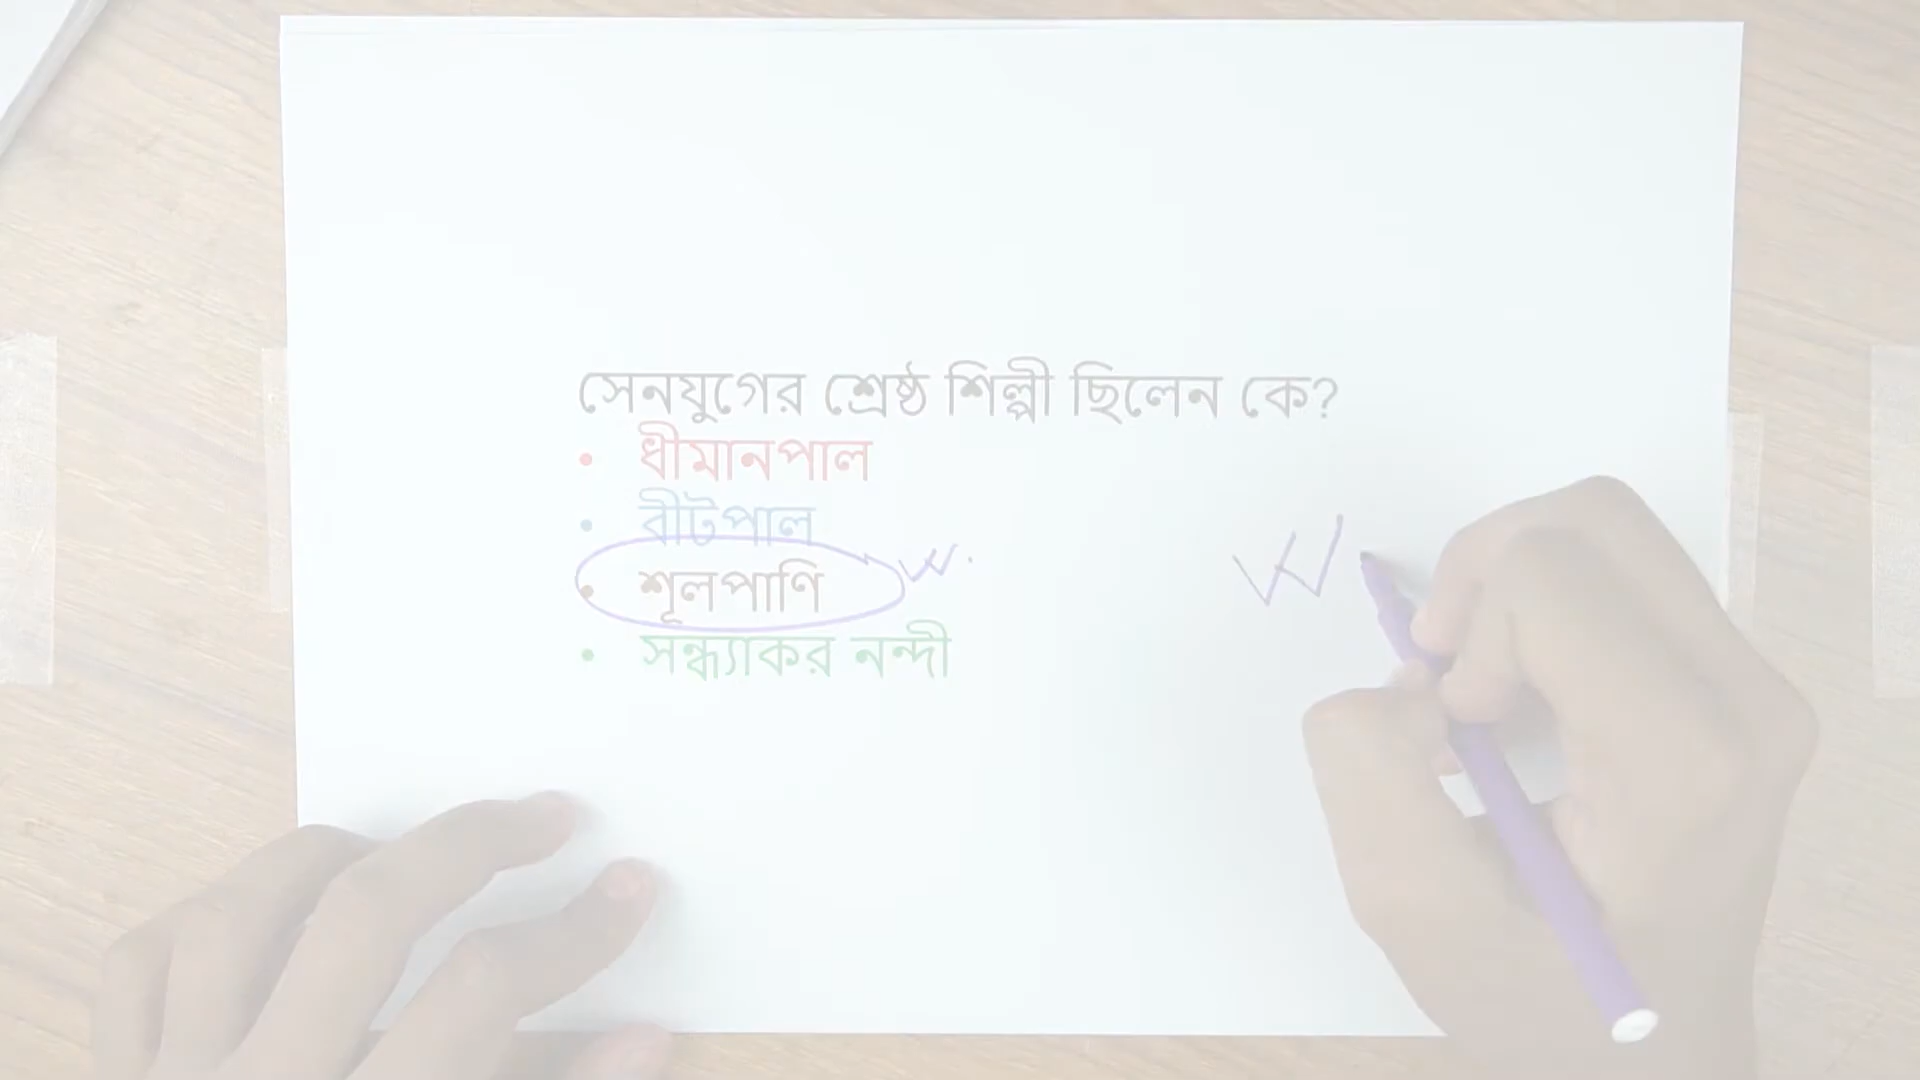 সেনযুগের শ্রেষ্ঠ শিল্পী ছিলেন কে?
• ধীমানপাল
• বীটপাল
• শূলপাণি
• সন্ধ্যাকর নন্দী
W.
W